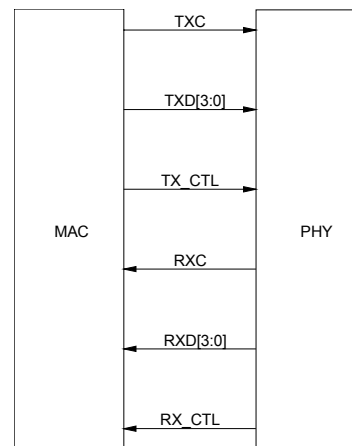 TXC
TXD[3:0]
TX_CTL
MAC
PHY
RXC
RXD[3:0]
RX_CTL